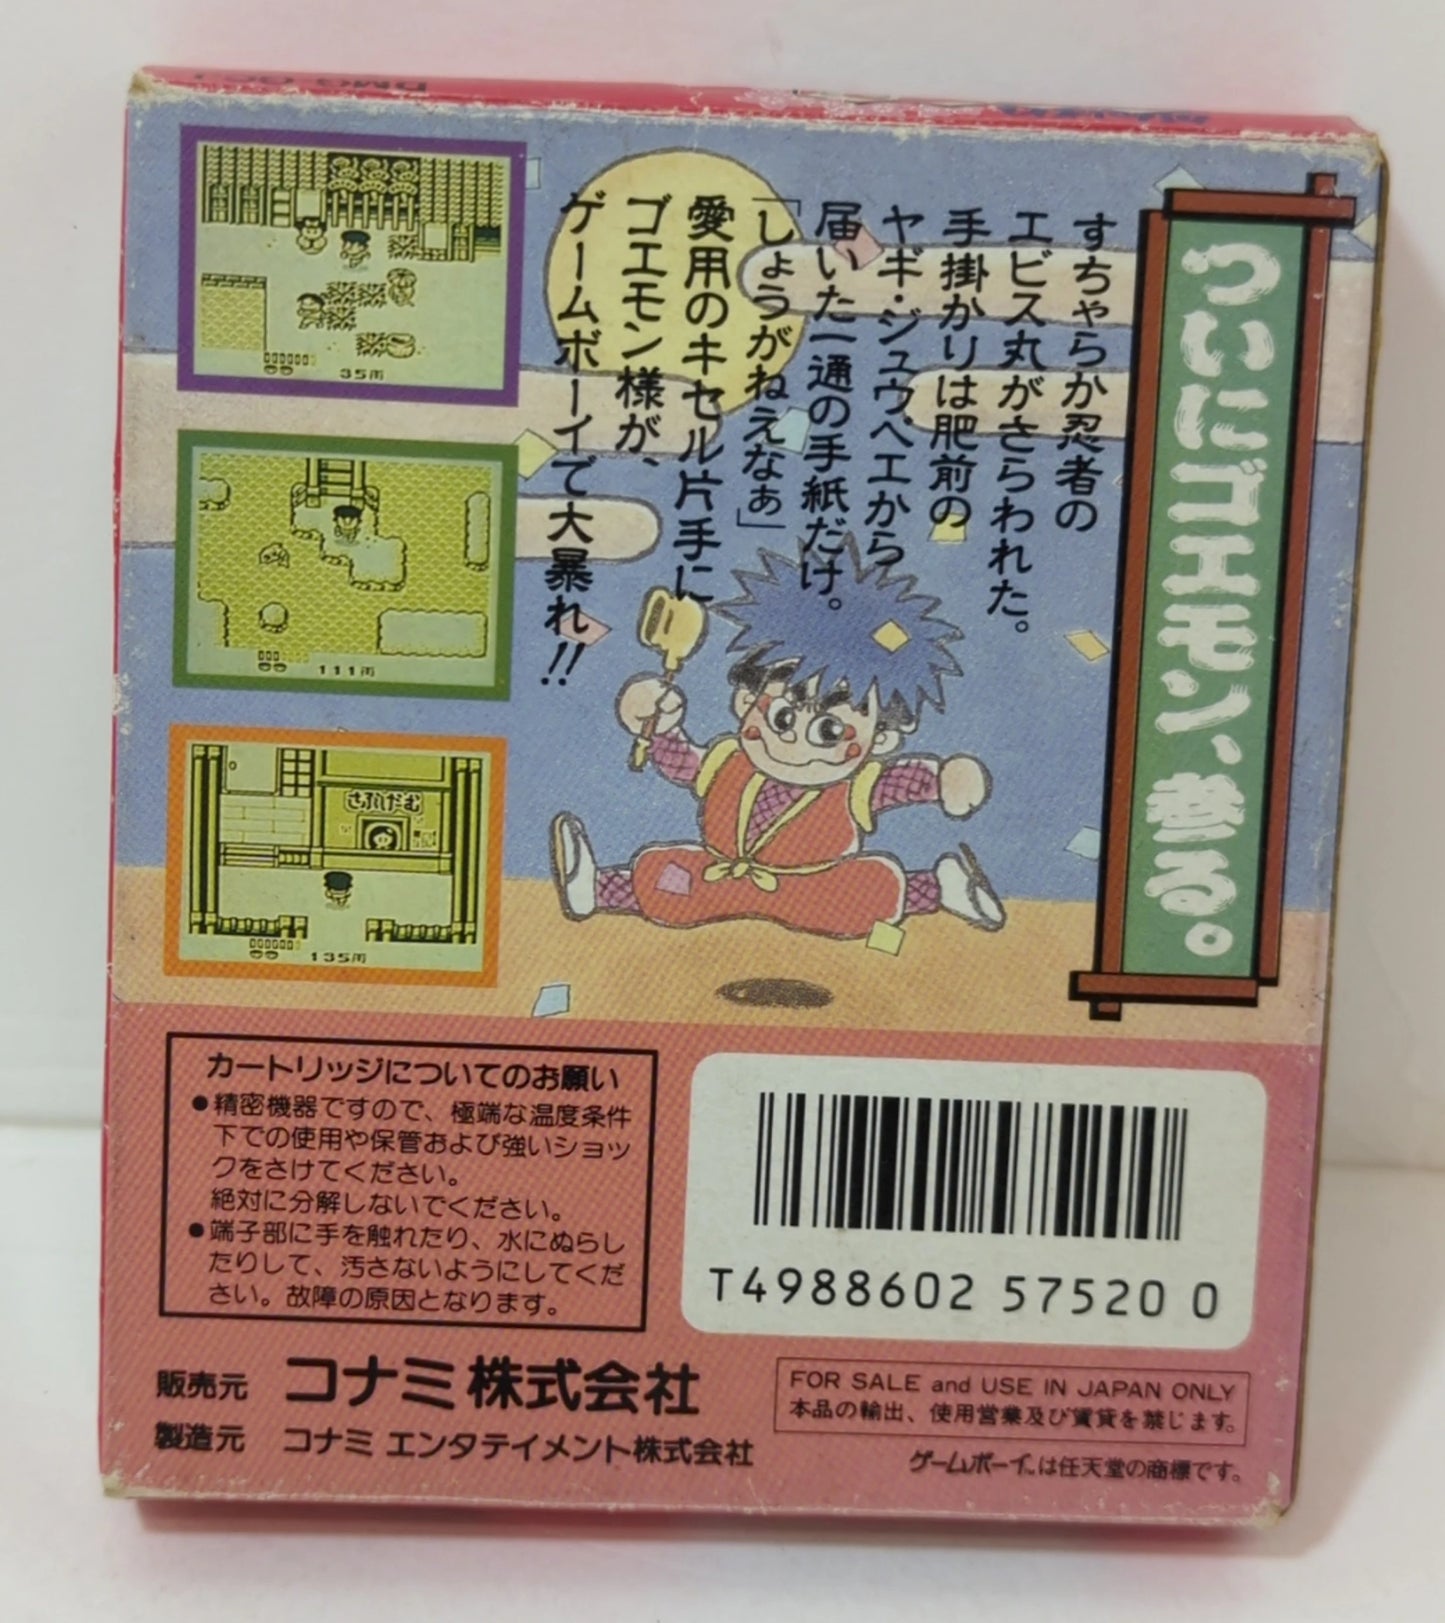 ついにゴエモン、参る。
すちゃらか忍者の
エビス丸がさらわれた。
手掛かりは肥前の
ヤギ・ジュウベエから
届いた一通の手紙だけ。
「しょうがねえなぁ」
愛用のキセル片手に
ゴエモン様が、
ゲームボーイで大暴れ!!
35両
111両
さぶげむ
135両
カートリッジについてのお願い
●精密機器ですので、極端な温度条件
下での使用や保管および強いショッ
クをさけてください。
絶対に分解しないでください。
●端子部に手を触れたり、水にぬらし
たりして、汚さないようにしてくだ
さい。故障の原因となります。
T4988602 57520 0
販売元 コナミ株式会社
製造元 コナミ エンタテイメント株式会社
FOR SALE and USE IN JAPAN ONLY
本品の輸出、使用営業及び賃貸を禁じます。
ゲームボーイ™は任天堂の商標です。